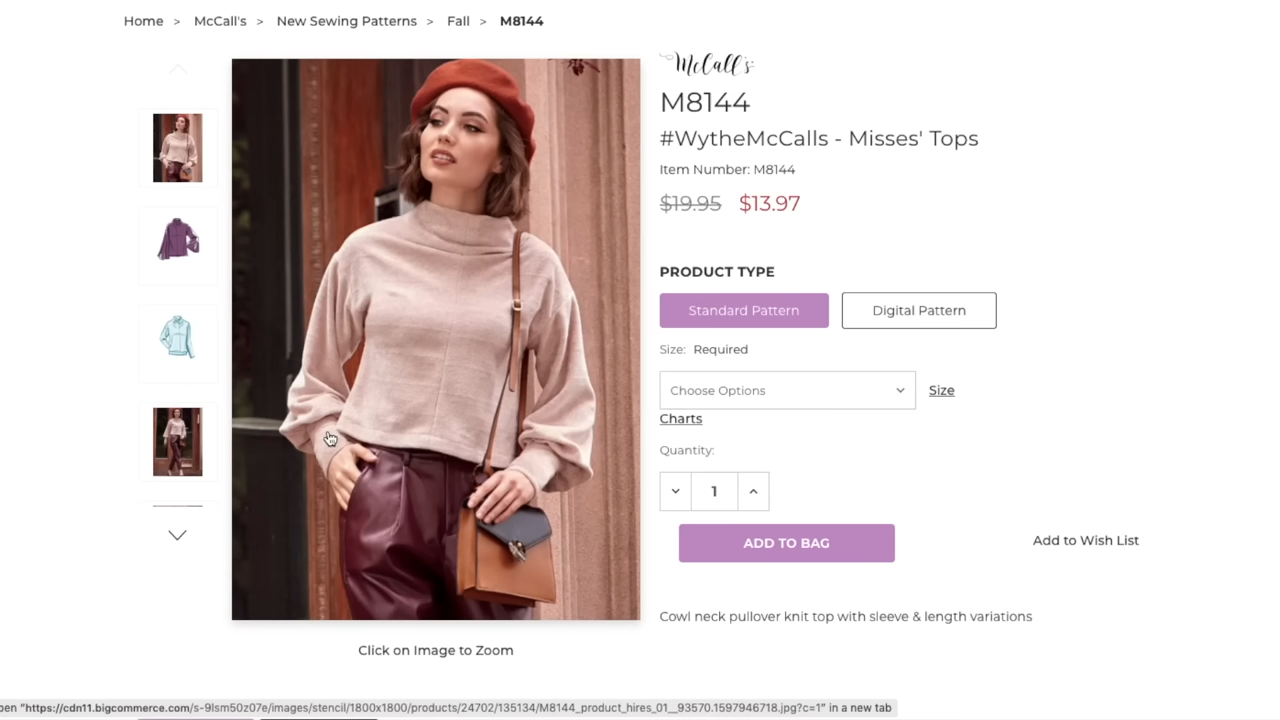 Home > McCall's > New Sewing Patterns > Fall > M8144
McCall's
M8144
#WytheMcCalls - Misses' Tops
Item Number: M8144
$19.95 $13.97
PRODUCT TYPE
Standard Pattern Digital Pattern
Size: Required
Choose Options Size
Charts
Quantity:
1
ADD TO BAG Add to Wish List
Cowl neck pullover knit top with sleeve & length variations
Click on Image to Zoom
pen "https://cdn11.bigcommerce.com/s-9lsm50z07e/images/stencil/1800x1800/products/24702/135134/M8144_product_hires_01__93570.1597946718.jpg?c=1" in a new tab